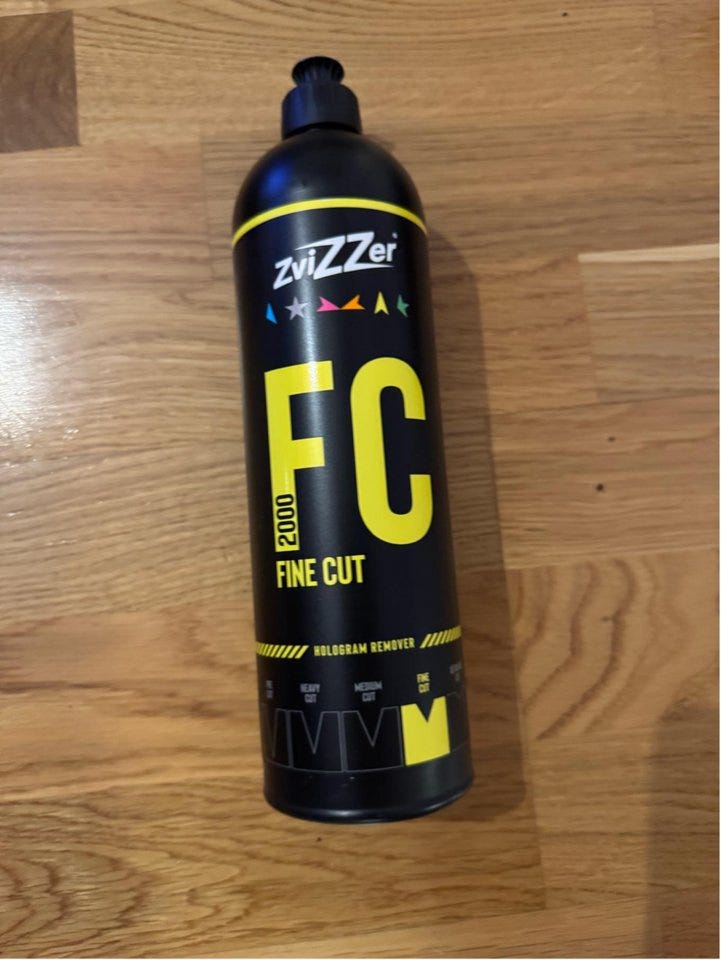 ZviZZer
FC
2000
FINE CUT
HOLOGRAM REMOVER
HEAVY
CUT
MEDIUM
CUT
FINE
CUT